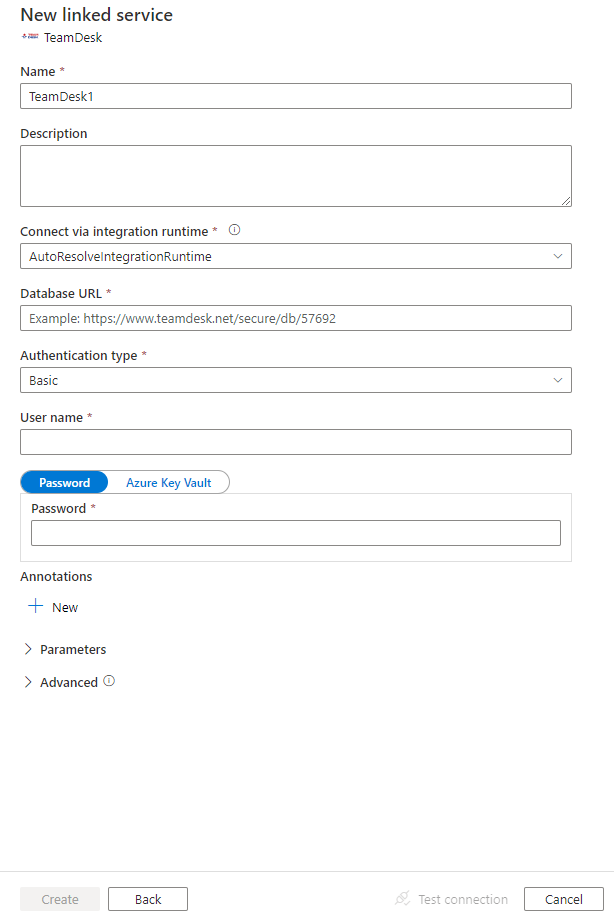 New linked service
TeamDesk
Name *
TeamDesk1
Description
Connect via integration runtime *
AutoResolveIntegrationRuntime
Database URL *
Example: https://www.teamdesk.net/secure/db/57692
Authentication type *
Basic
User name *
Password Azure Key Vault
Password *
Annotations
New
Parameters
Advanced
Create Back Test connection Cancel